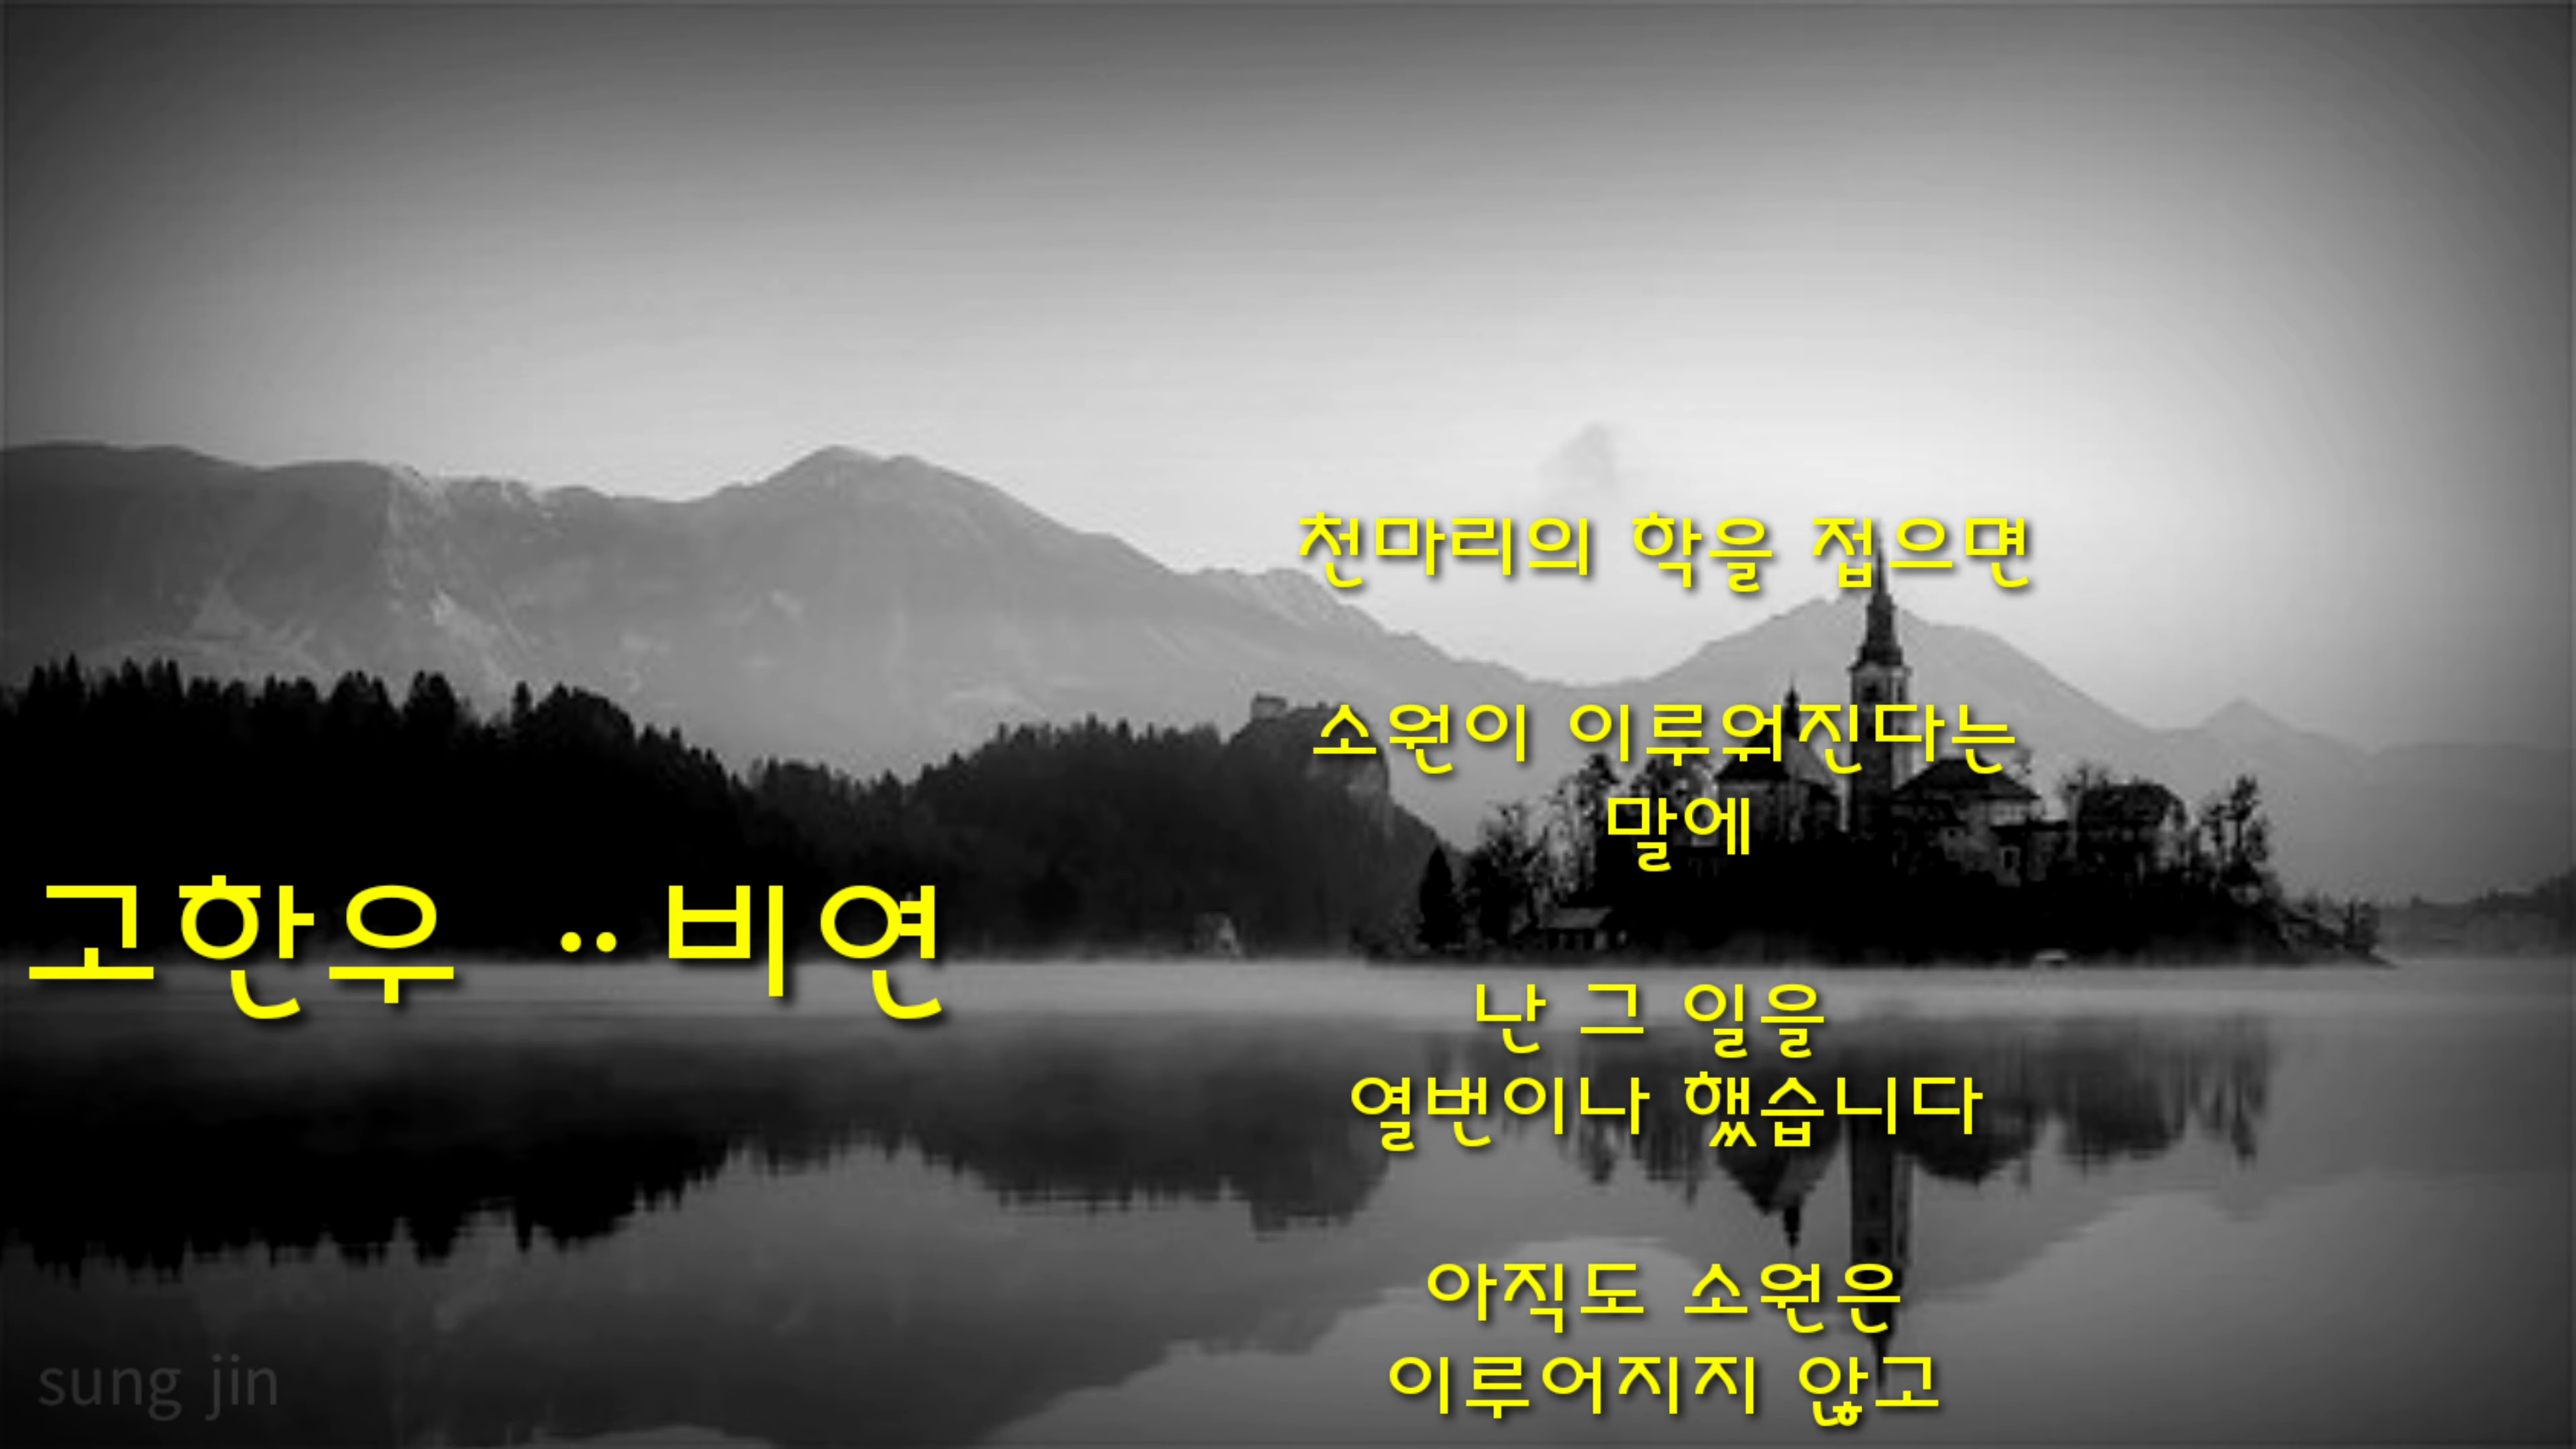 천마리의 학을 접으면
소원이 이루워진다는
말에
고한우 ··비연
난 그 일을
열번이나 했습니다
아직도 소원은
이루어지지 않고
sung jin